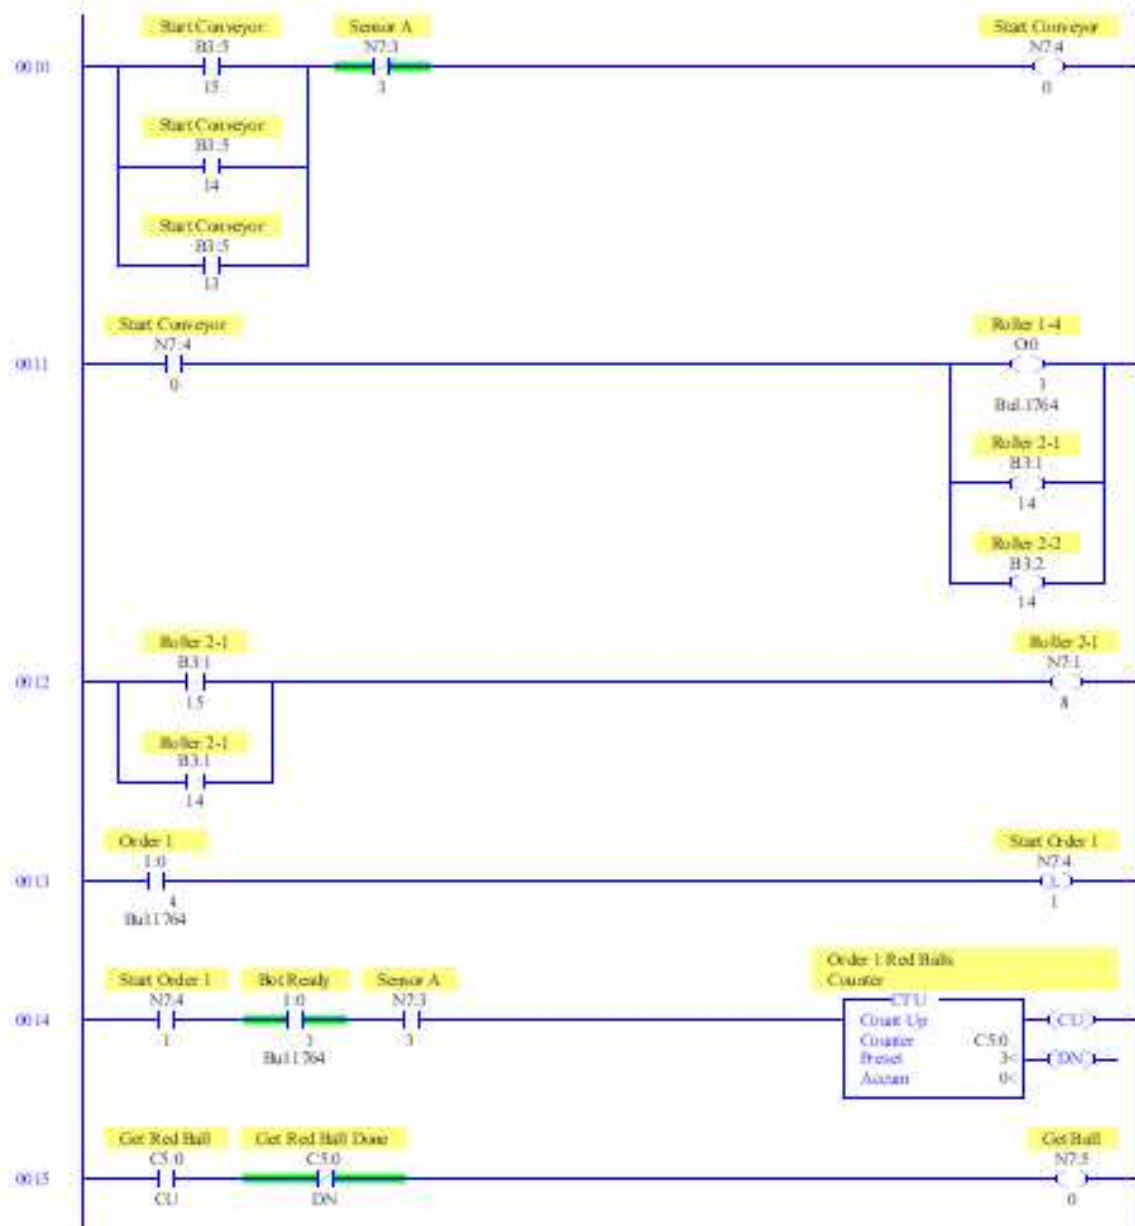 Start Conveyor
B3:5
15
Sensor A
N7:3
3
Start Conveyor
N7:4
0
0010
Start Conveyor
B3:5
14
Start Conveyor
B3:5
13
Start Conveyor
N7:4
0
0011
Roller 1-4
O:0
3
Bul.1764
Roller 2-1
B3:1
14
Roller 2-2
B3:2
14
Roller 2-1
B3:1
15
0012
Roller 2-1
N7:1
8
Roller 2-1
B3:1
14
Order 1
I:0
4
Bul.1764
0013
Start Order 1
N7:4
L
1
Start Order 1
N7:4
1
Bot Ready
I:0
Bul.1764
Sensor A
N7:3
3
0014
Order 1 Red Balls
Counter
CTU
Count Up
Counter C5:0
Preset 3<
Accum 0<
CU
DN
Get Red Ball
C5:0
CU
Get Red Ball Done
C5:0
DN
0015
Get Ball
N7:5
0